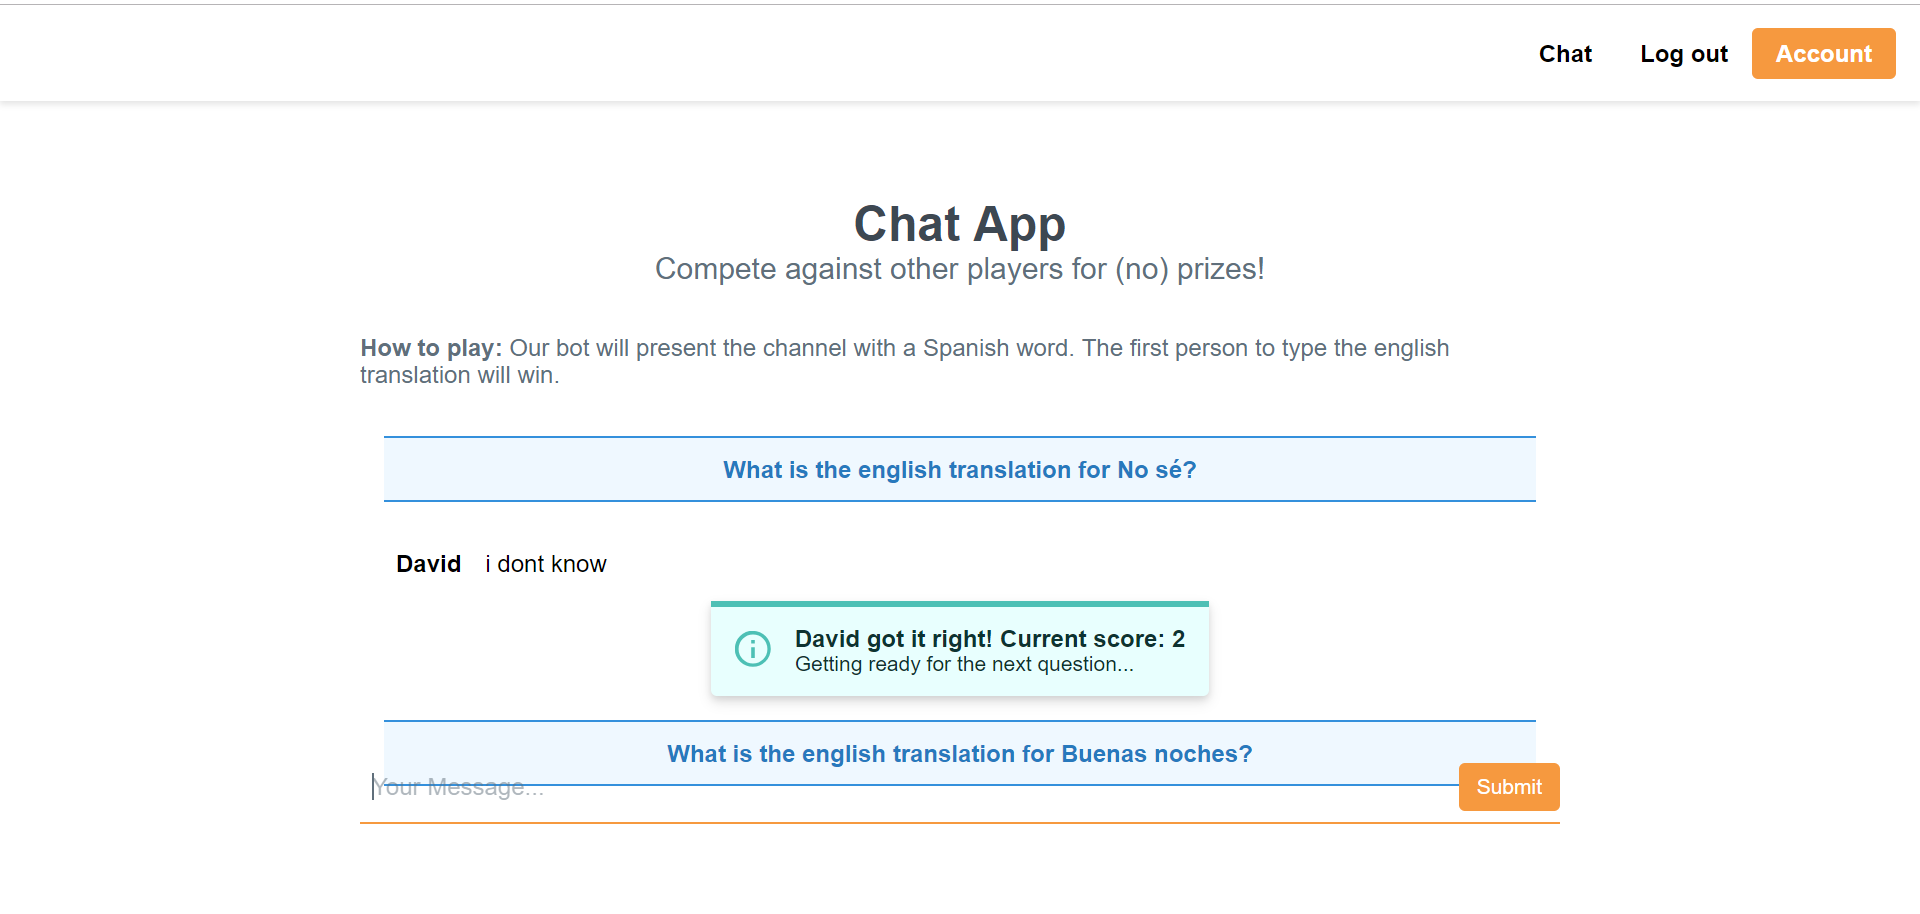 Chat
Log out
Account
Chat App
Compete against other players for (no) prizes!
How to play: Our bot will present the channel with a Spanish word. The first person to type the english
translation will win.
What is the english translation for No sé?
David i dont know
David got it right! Current score: 2
Getting ready for the next question...
What is the english translation for Buenas noches?
Your Message...
Submit